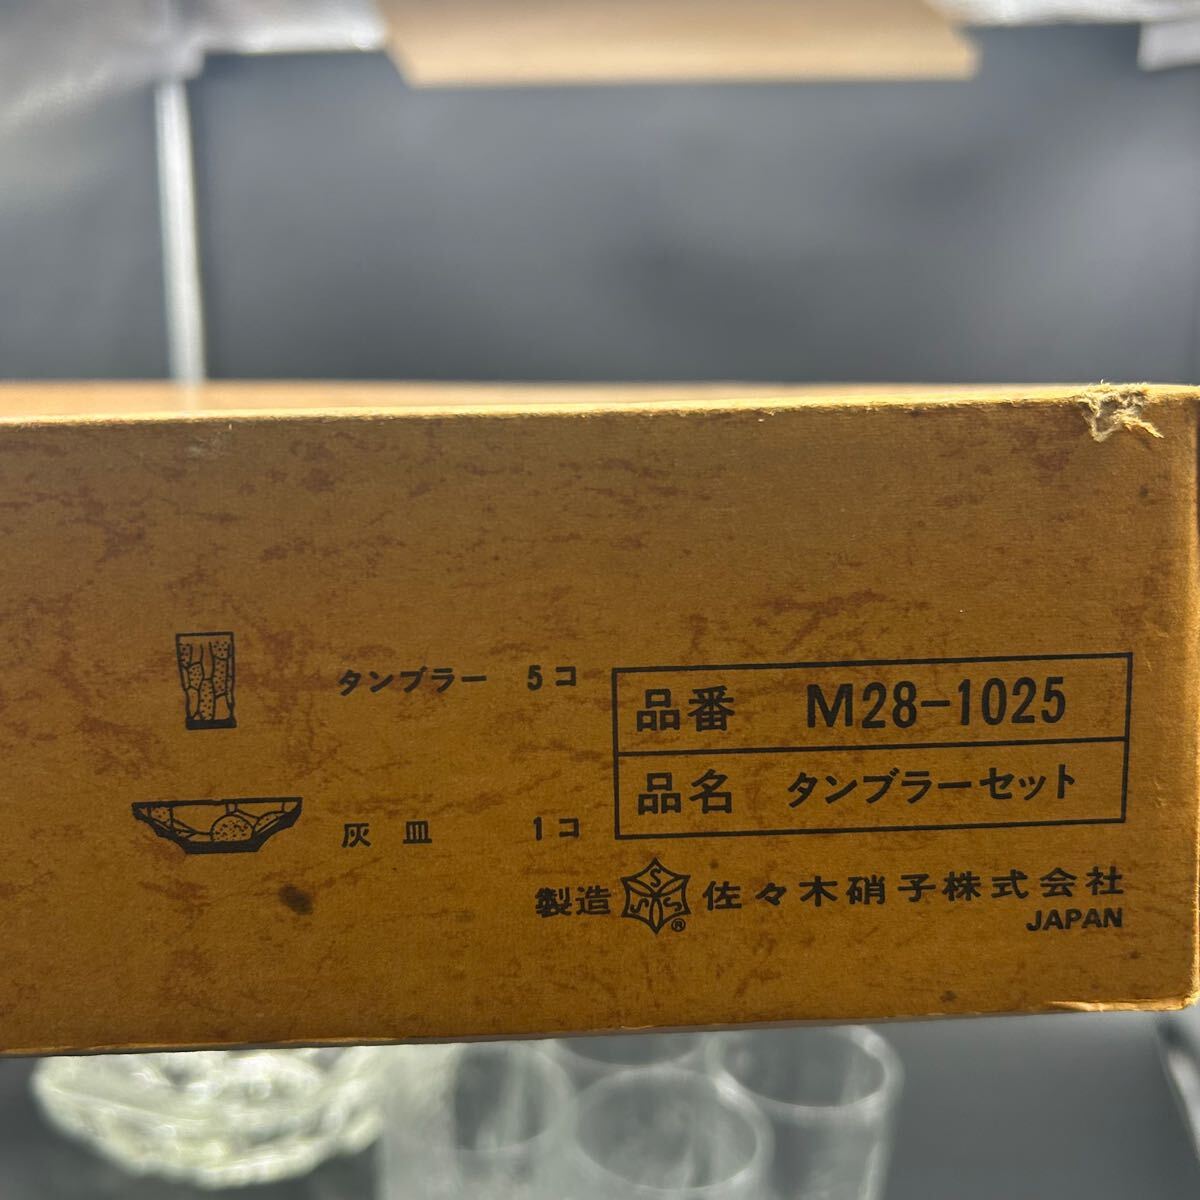 タンブラー 5コ
灰皿 1コ
品番 M28-1025
品名 タンブラーセット
製造 SSS® 佐々木硝子株式会社
JAPAN